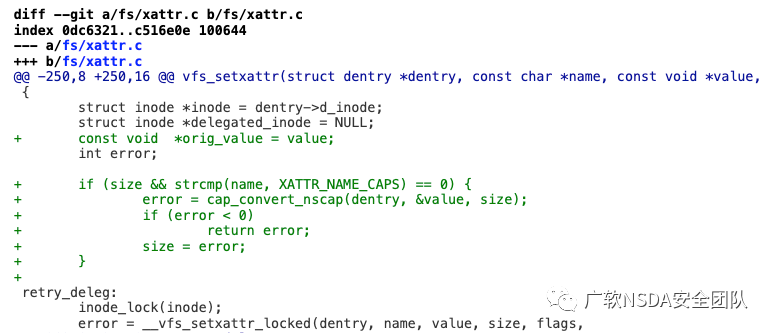 diff --git a/fs/xattr.c b/fs/xattr.c
index 0dc6321..c516e0e 100644
--- a/fs/xattr.c
+++ b/fs/xattr.c
@@ -250,8 +250,16 @@ vfs_setxattr(struct dentry *dentry, const char *name, const void *value,
 {
        struct inode *inode = dentry->d_inode;
        struct inode *delegated_inode = NULL;
+       const void  *orig_value = value;
        int error;
+       if (size && strcmp(name, XATTR_NAME_CAPS) == 0) {
+               error = cap_convert_nscap(dentry, &value, size);
+               if (error < 0)
+                       return error;
+               size = error;
+       }
+
 retry_deleg:
        inode_lock(inode);
        error = __vfs_setxattr_locked(dentry, name, value, size, flags,
广软NSDA安全团队